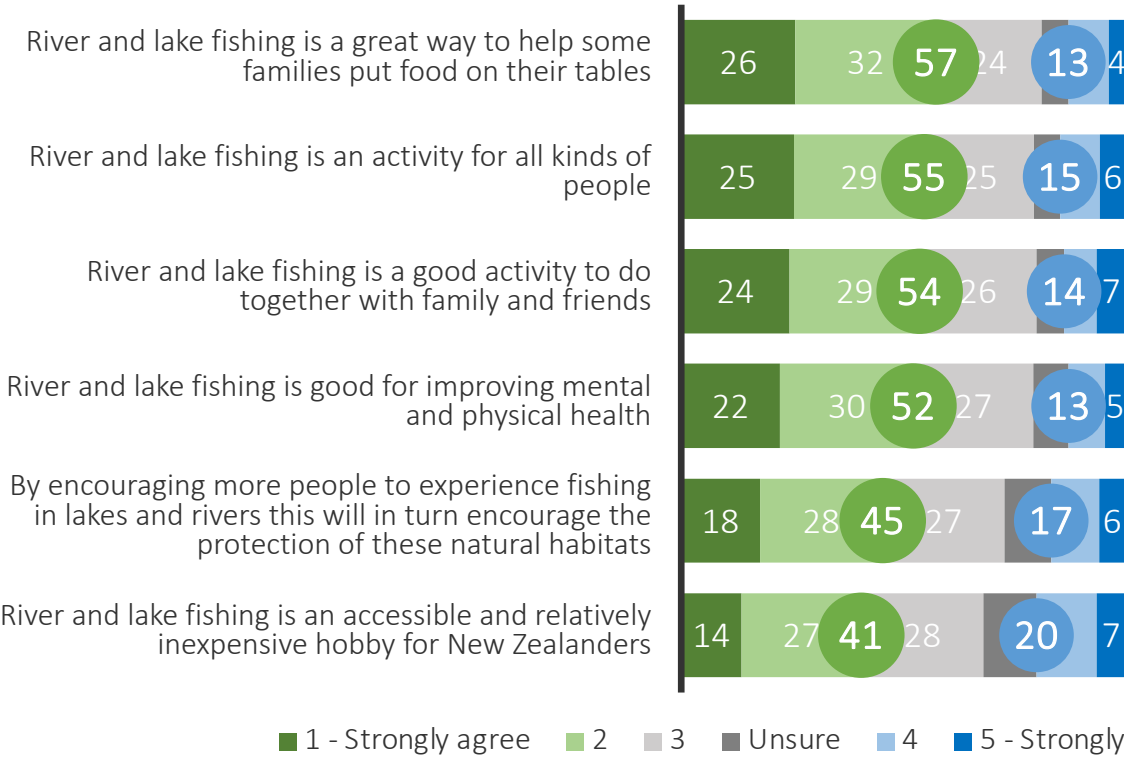 River and lake fishing is a great way to help some
families put food on their tables
26 32 57 24 13 4
River and lake fishing is an activity for all kinds of
people
25 29 55 25 15 6
River and lake fishing is a good activity to do
together with family and friends
24 29 54 26 14 7
River and lake fishing is good for improving mental
and physical health
22 30 52 27 13 5
By encouraging more people to experience fishing
in lakes and rivers this will in turn encourage the
protection of these natural habitats
18 28 45 27 17 6
River and lake fishing is an accessible and relatively
inexpensive hobby for New Zealanders
14 27 41 28 20 7
1 - Strongly agree 2 3 Unsure 4 5 - Strongly